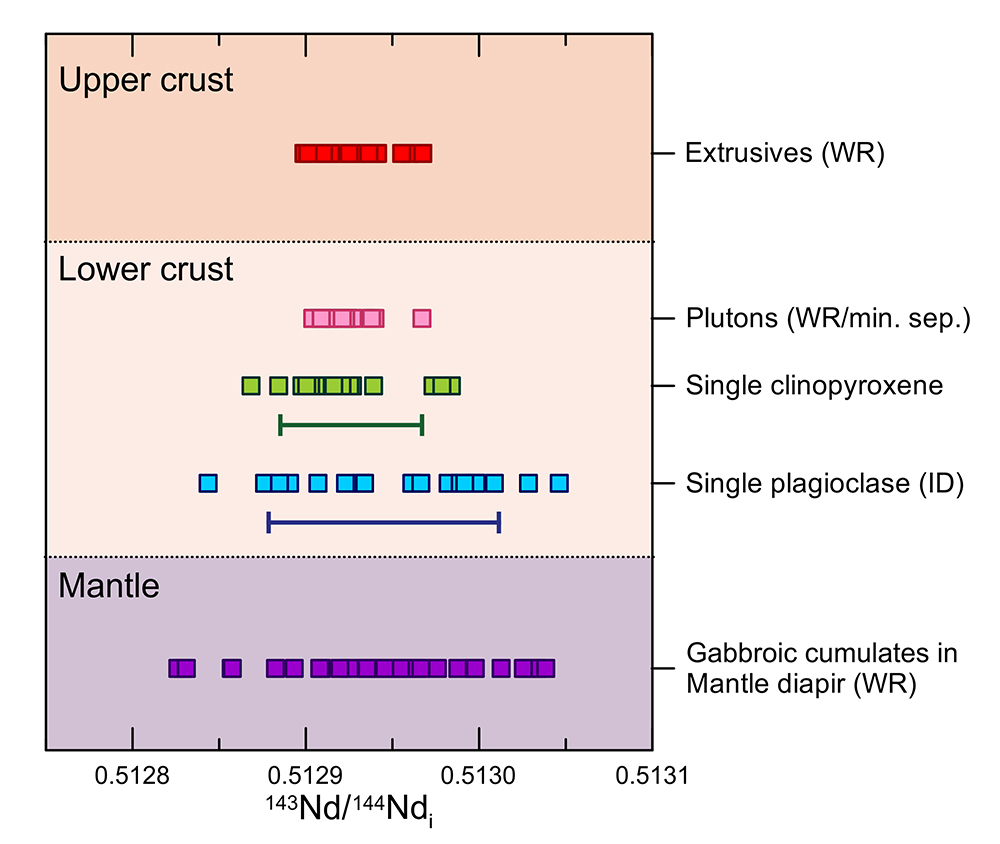 Upper crust
Extrusives (WR)
Lower crust
Plutons (WR/min. sep.)
Single clinopyroxene
Single plagioclase (ID)
Mantle
Gabbroic cumulates in
Mantle diapir (WR)
0.5128 0.5129 0.5130 0.5131
¹⁴³Nd/¹⁴⁴Ndᵢ